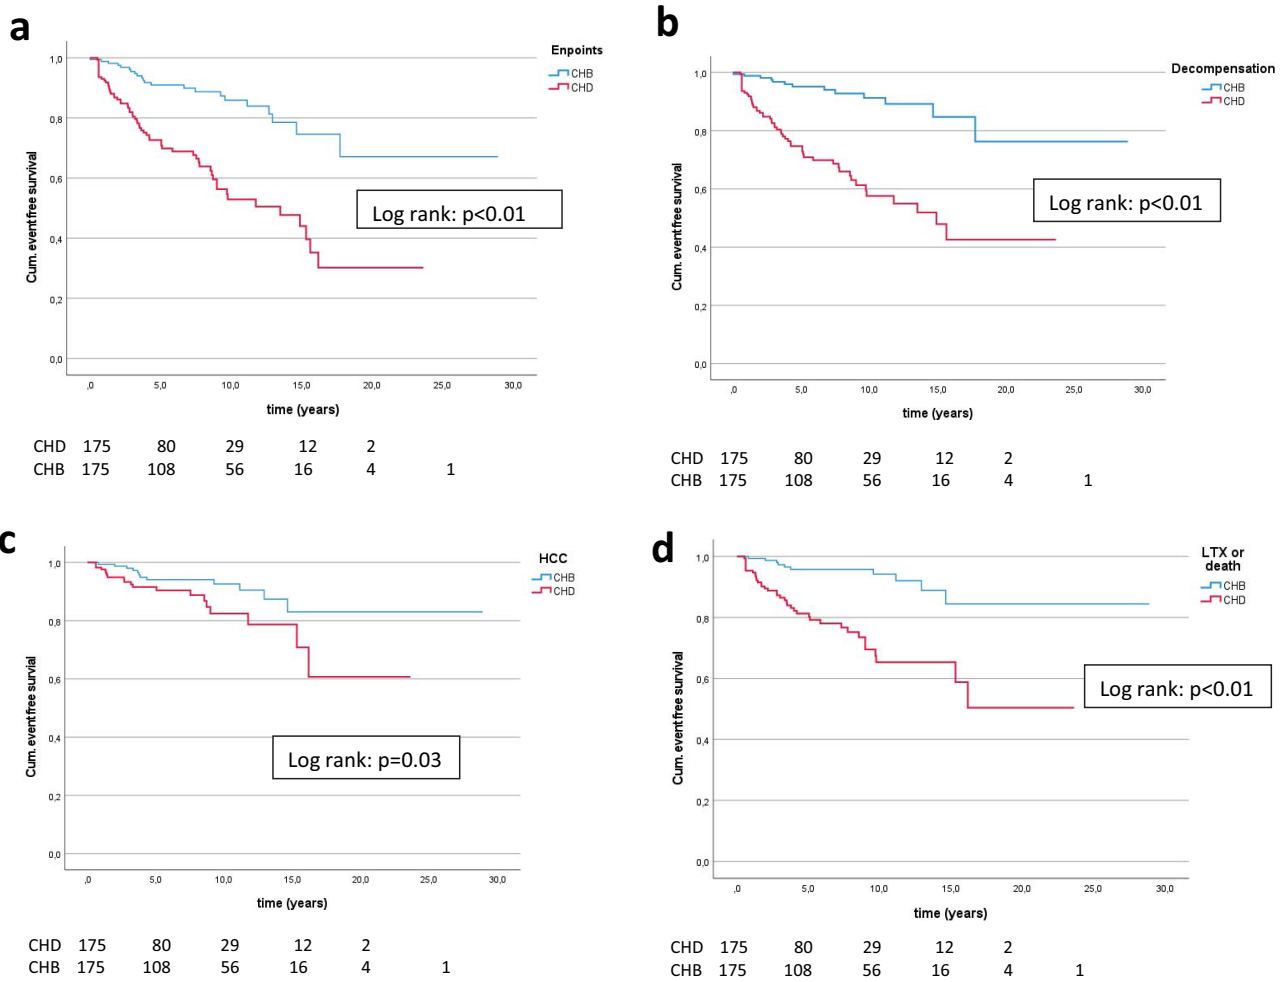 a
Enpoints
CHB
CHD
1,0
0,8
0,6
0,4
0,2
0,0
Cum. event free survival
Log rank: p<0.01
,0 5,0 10,0 15,0 20,0 25,0 30,0
time (years)
CHD 175 80 29 12 2
CHB 175 108 56 16 4 1
b
Decompensation
CHB
CHD
1,0
0,8
0,6
0,4
0,2
0,0
Cum. event free survival
Log rank: p<0.01
,0 5,0 10,0 15,0 20,0 25,0 30,0
time (years)
CHD 175 80 29 12 2
CHB 175 108 56 16 4 1
c
HCC
CHB
CHD
1,0
0,8
0,6
0,4
0,2
0,0
Cum. event free survial
Log rank: p=0.03
,0 5,0 10,0 15,0 20,0 25,0 30,0
time (years)
CHD 175 80 29 12 2
CHB 175 108 56 16 4 1
d
LTX or
death
CHB
CHD
1,0
0,8
0,6
0,4
0,2
0,0
Cum. event free survival
Log rank: p<0.01
,0 5,0 10,0 15,0 20,0 25,0 30,0
time (years)
CHD 175 80 29 12 2
CHB 175 108 56 16 4 1